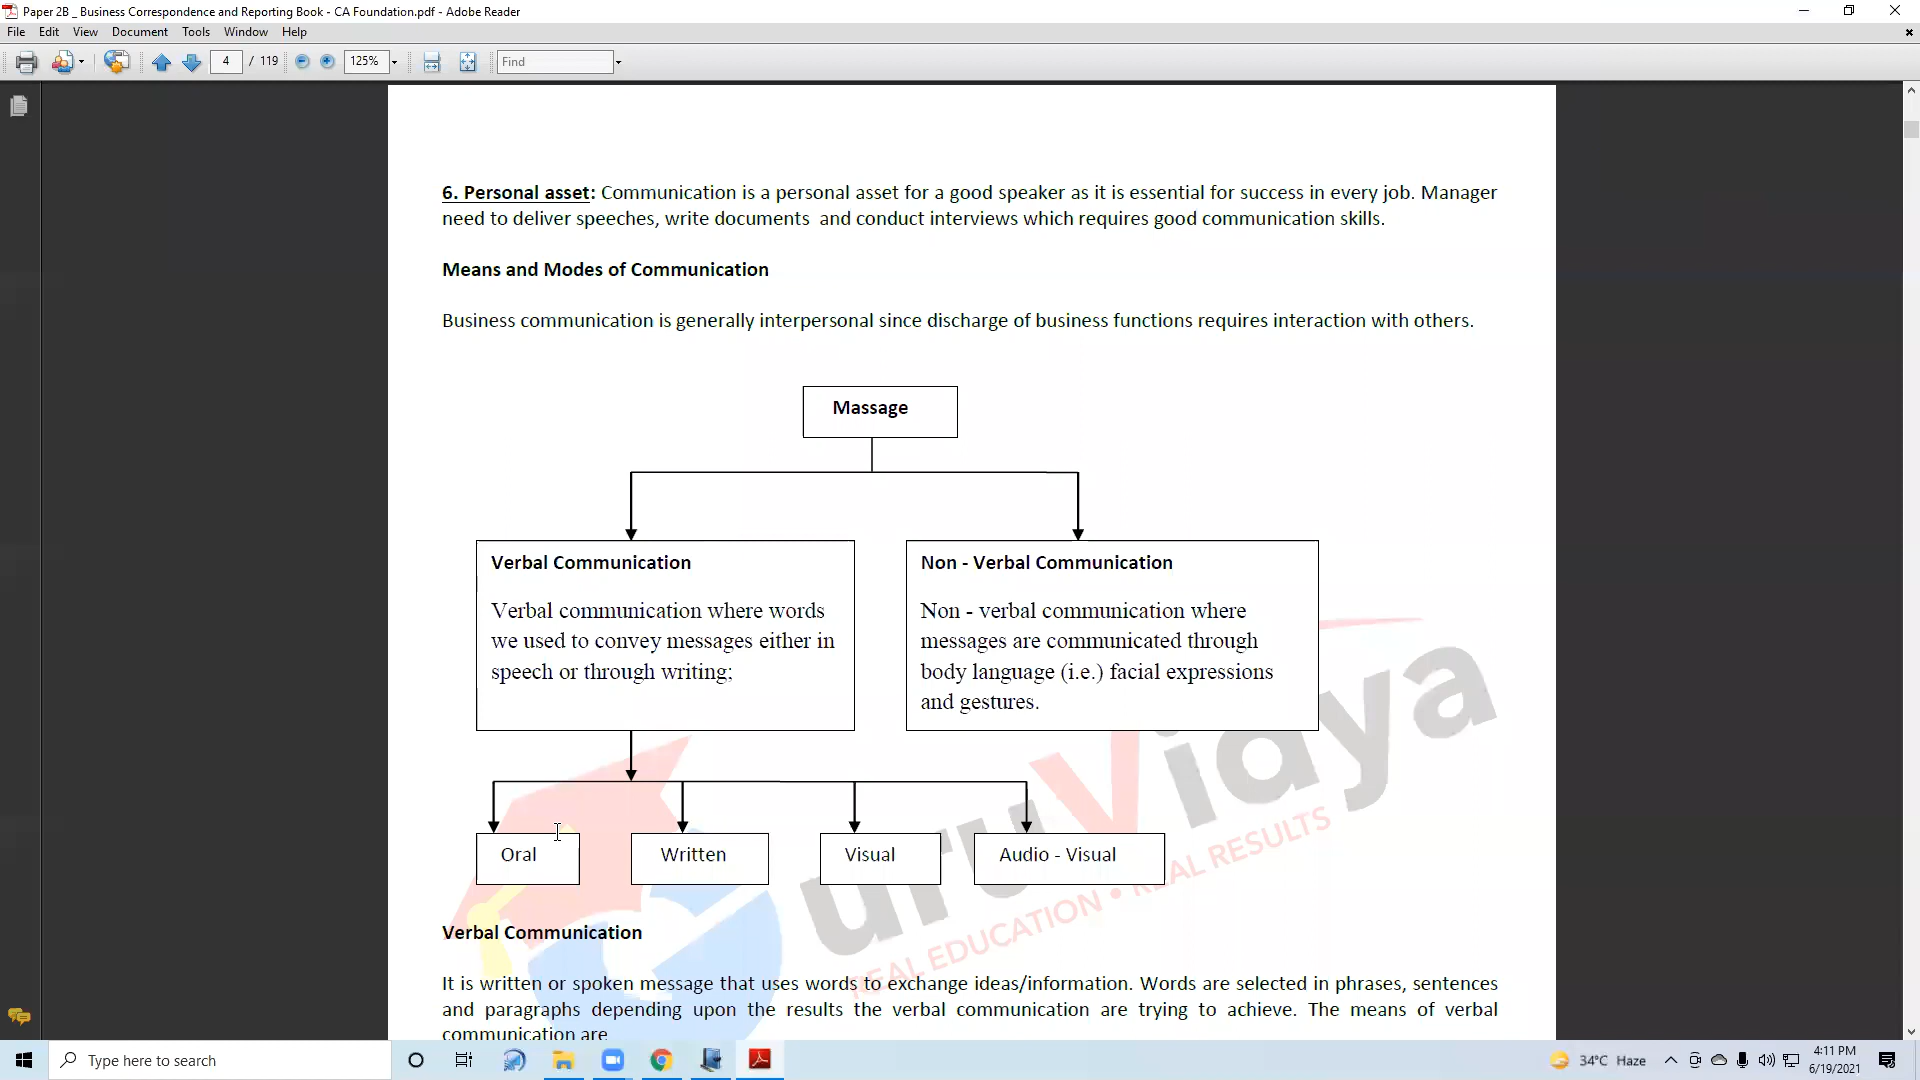 Paper 2B _ Business Correspondence and Reporting Book - CA Foundation.pdf - Adobe Reader
File Edit View Document Tools Window Help
4 / 119 125% Find
6. Personal asset: Communication is a personal asset for a good speaker as it is essential for success in every job. Manager
need to deliver speeches, write documents and conduct interviews which requires good communication skills.
Means and Modes of Communication
Business communication is generally interpersonal since discharge of business functions requires interaction with others.
Massage
Verbal Communication
Verbal communication where words
we used to convey messages either in
speech or through writing;
Non - Verbal Communication
Non - verbal communication where
messages are communicated through
body language (i.e.) facial expressions
and gestures.
Oral
Written
Visual
Audio - Visual
uruVidya
REAL EDUCATION • REAL RESULTS
Verbal Communication
It is written or spoken message that uses words to exchange ideas/information. Words are selected in phrases, sentences
and paragraphs depending upon the results the verbal communication are trying to achieve. The means of verbal
communication are
Type here to search
34°C Haze
4:11 PM
6/19/2021